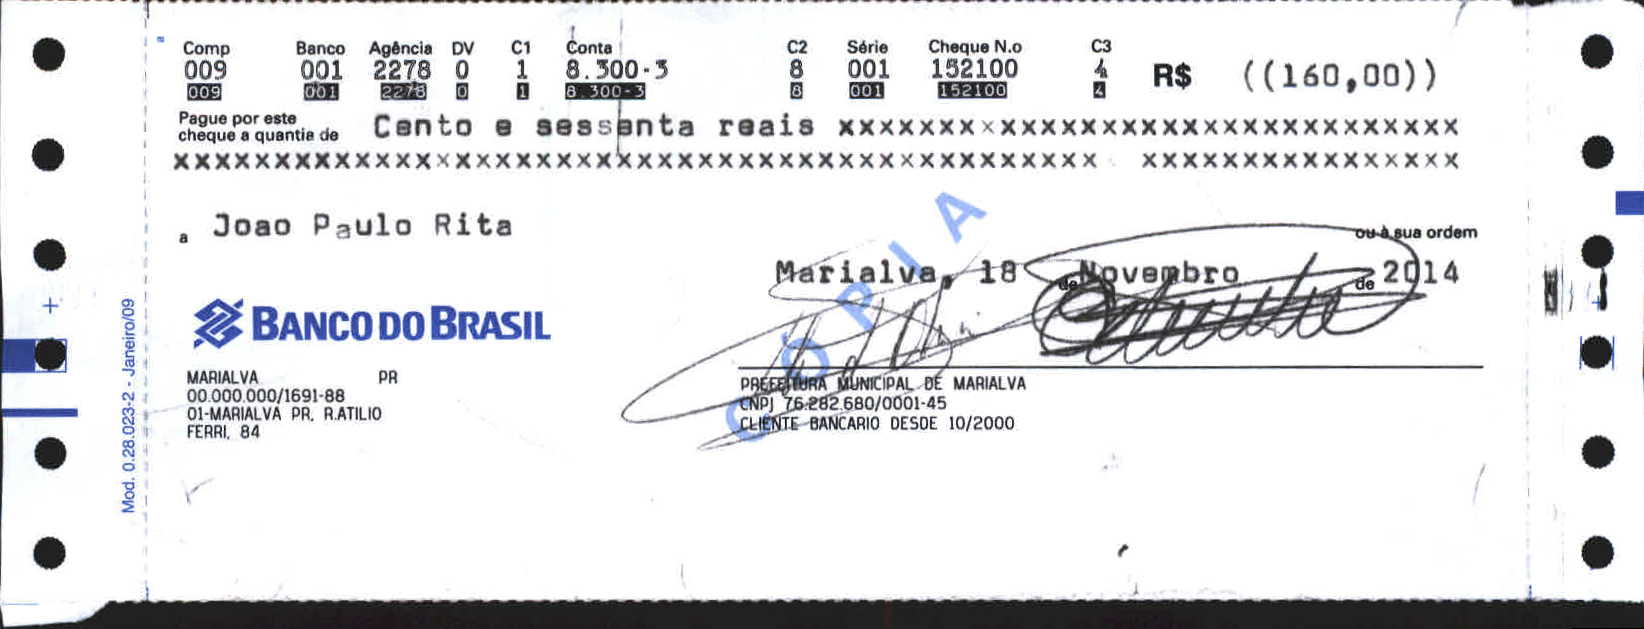 Comp Banco Agência DV C1 Conta C2 Série Cheque N.o C3
009 001 2278 0 1 8.300-3 8 001 152100 4 R$ ((160,00))
009 001 2278 0 1 8 300-3 8 001 152100 4
Pague por este
cheque a quantia de Cento e sessenta reais xxxxxxxxxxxxxxxxxxxxxxxxxxxxxxx
xxxxxxxxxxxxxxxxxxxxxxxxxxxxxxxxxxxxxxxxxxxxxx xxxxxxxxxxxxxxxx
a Joao Paulo Rita ou à sua ordem
Marialva, 18 de Novembro de 2014
CÓPIA
BANCO DO BRASIL
MARIALVA PR
00.000.000/1691-88
01-MARIALVA PR. R.ATILIO
FERRI, 84
PREFEITURA MUNICIPAL DE MARIALVA
CNPJ 76.282.680/0001-45
CLIENTE BANCARIO DESDE 10/2000
Mod. 0.28.023-2 - Janeiro/09